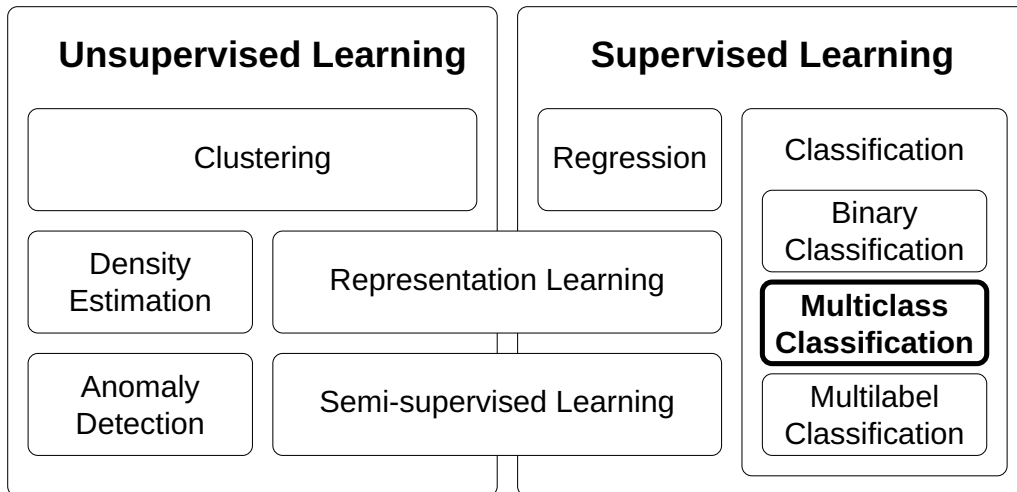 Unsupervised Learning
Clustering
Density
Estimation
Anomaly
Detection
Representation Learning
Semi-supervised Learning
Supervised Learning
Regression
Classification
Binary
Classification
Multiclass
Classification
Multilabel
Classification